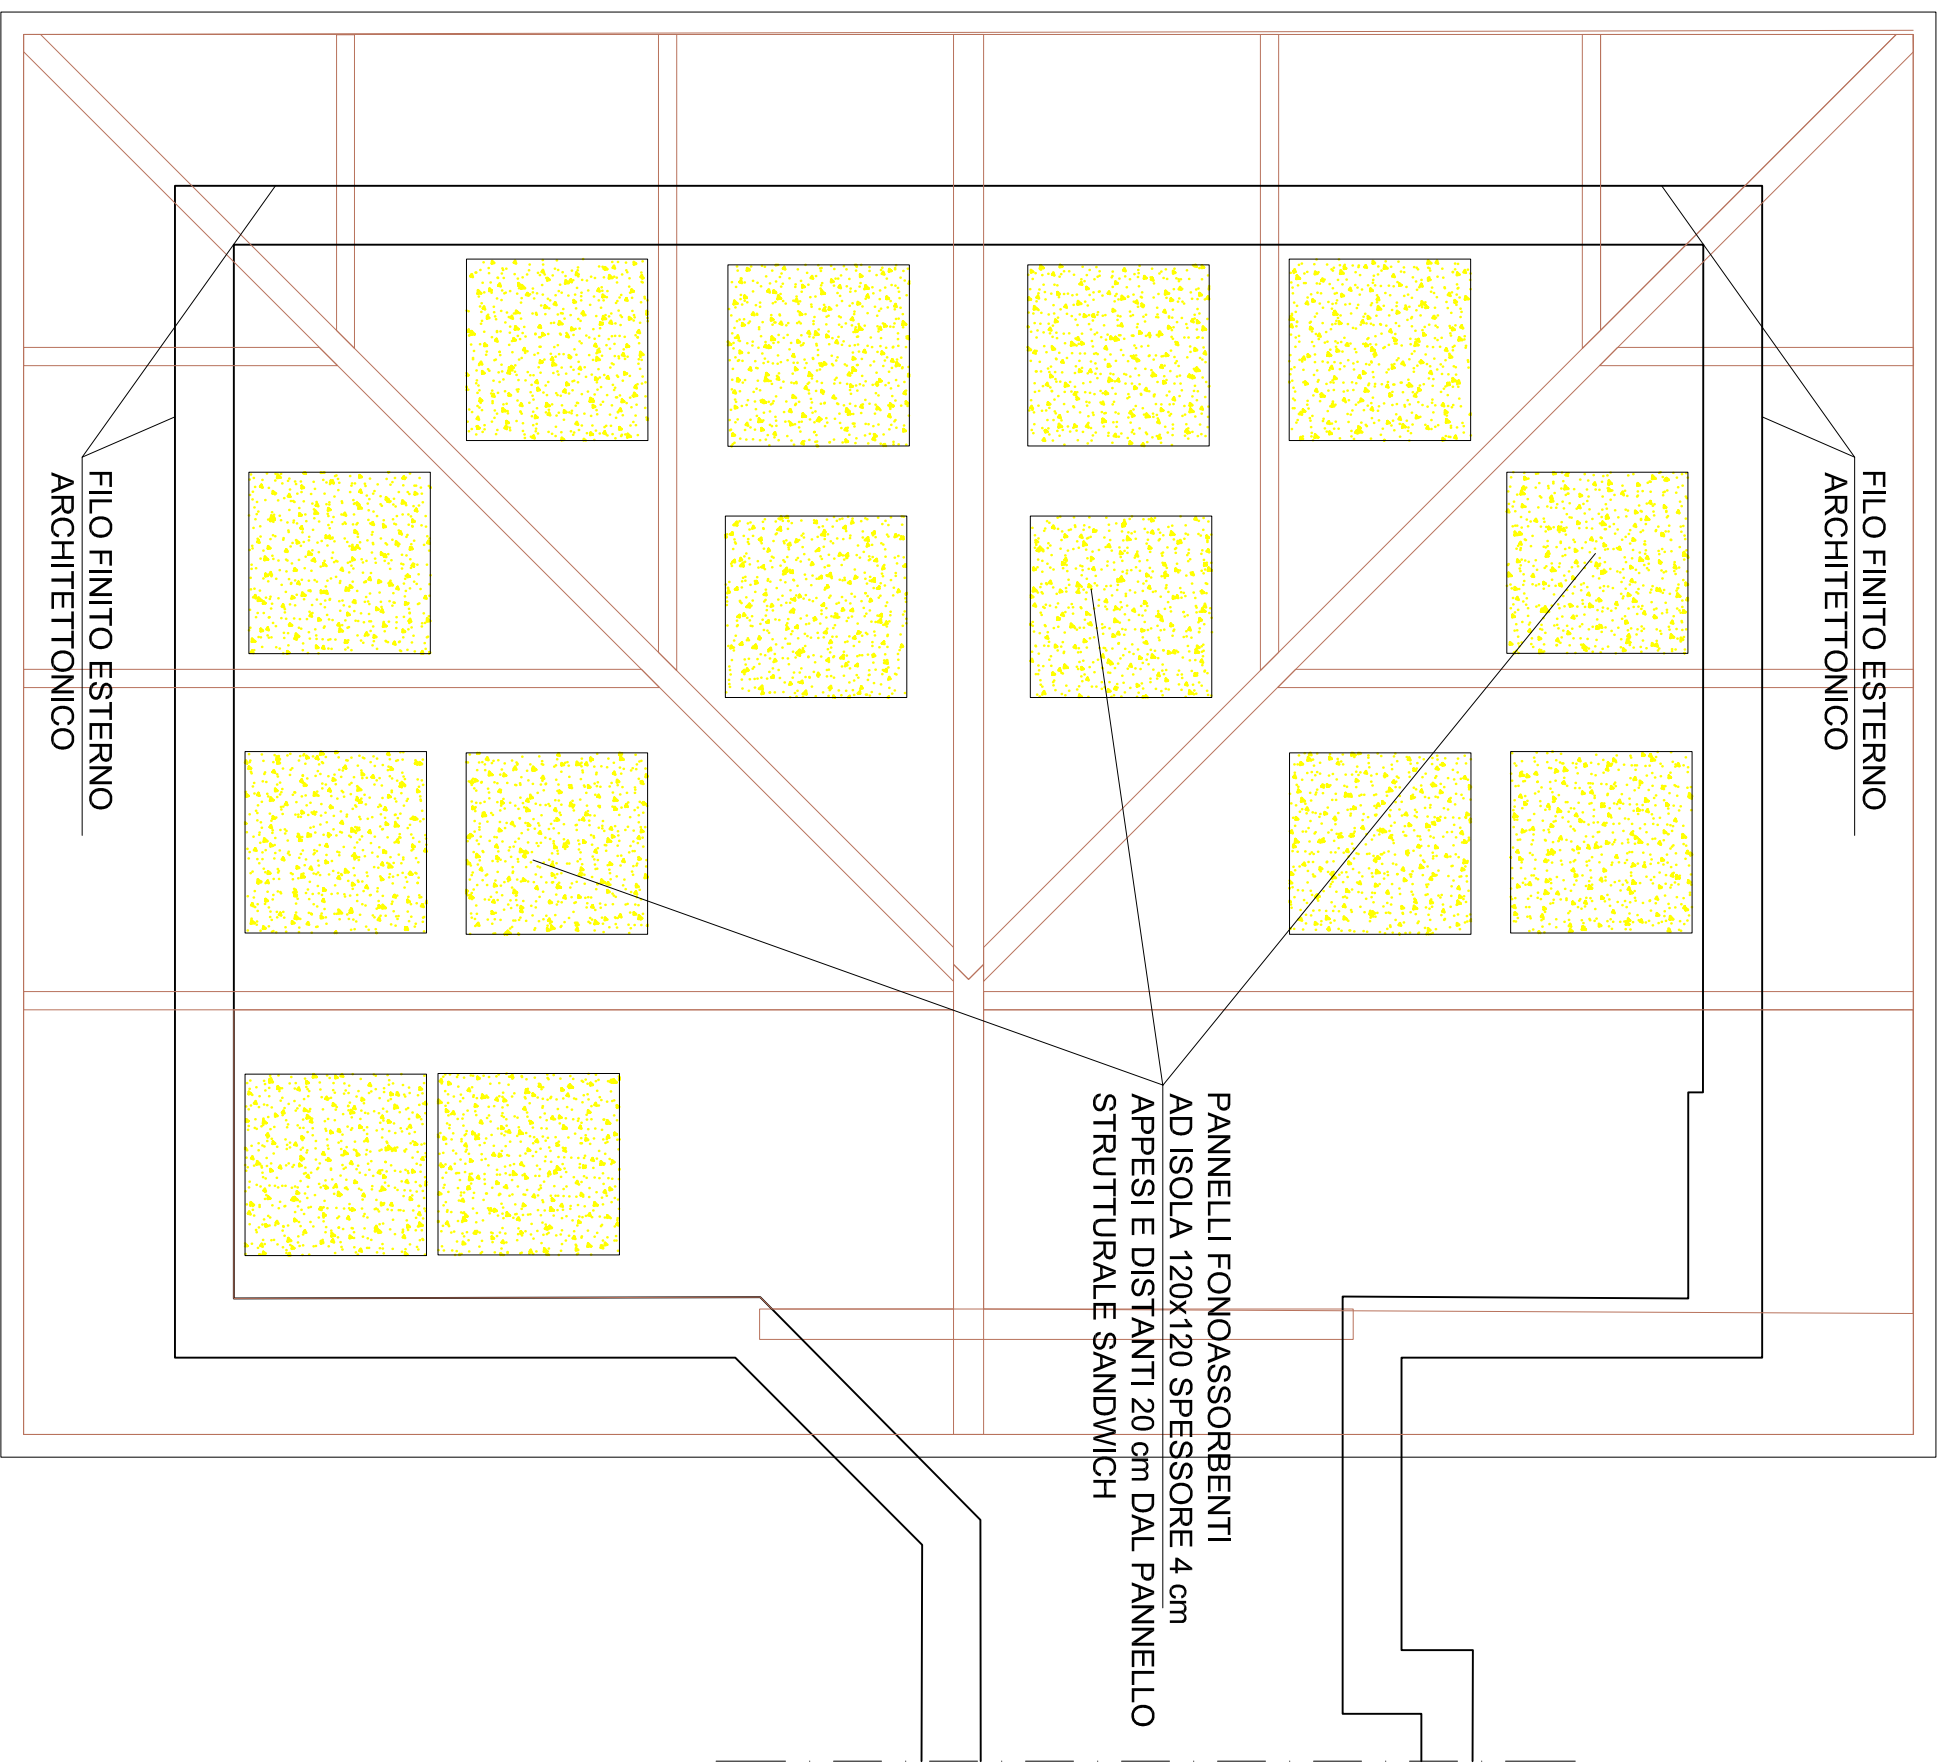 FILO FINITO ESTERNO
ARCHITETTONICO
FILO FINITO ESTERNO
ARCHITETTONICO
PANNELLI FONOASSORBENTI
AD ISOLA 120x120 SPESSORE 4 cm
APPESI E DISTANTI 20 cm DAL PANNELLO
STRUTTURALE SANDWICH